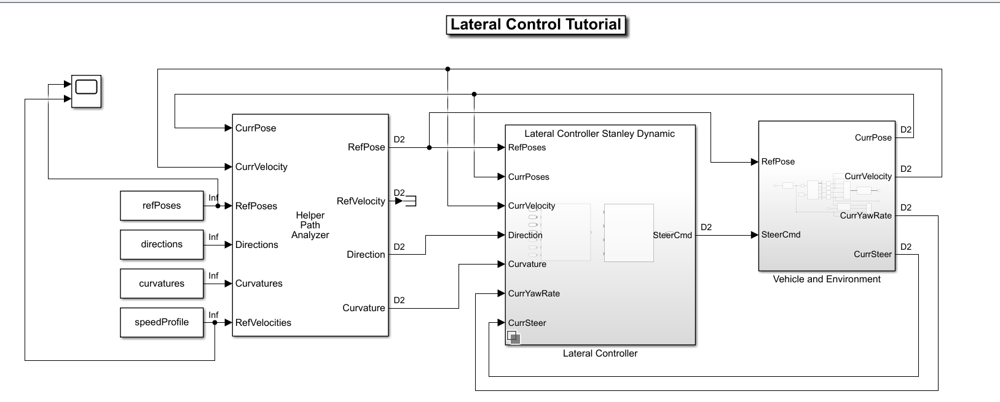 Lateral Control Tutorial
CurrPose
CurrVelocity
RefPoses
Directions
Curvatures
RefVelocities
Helper
Path
Analyzer
RefPose
RefVelocity
Direction
Curvature
refPoses
directions
curvatures
speedProfile
Inf
Inf
Inf
Inf
D2
D2
D2
D2
Lateral Controller Stanley Dynamic
RefPoses
CurrPoses
CurrVelocity
Direction
Curvature
CurrYawRate
CurrSteer
SteerCmd
D2
Lateral Controller
RefPose
SteerCmd
CurrPose
CurrVelocity
CurrYawRate
CurrSteer
D2
D2
D2
D2
Vehicle and Environment